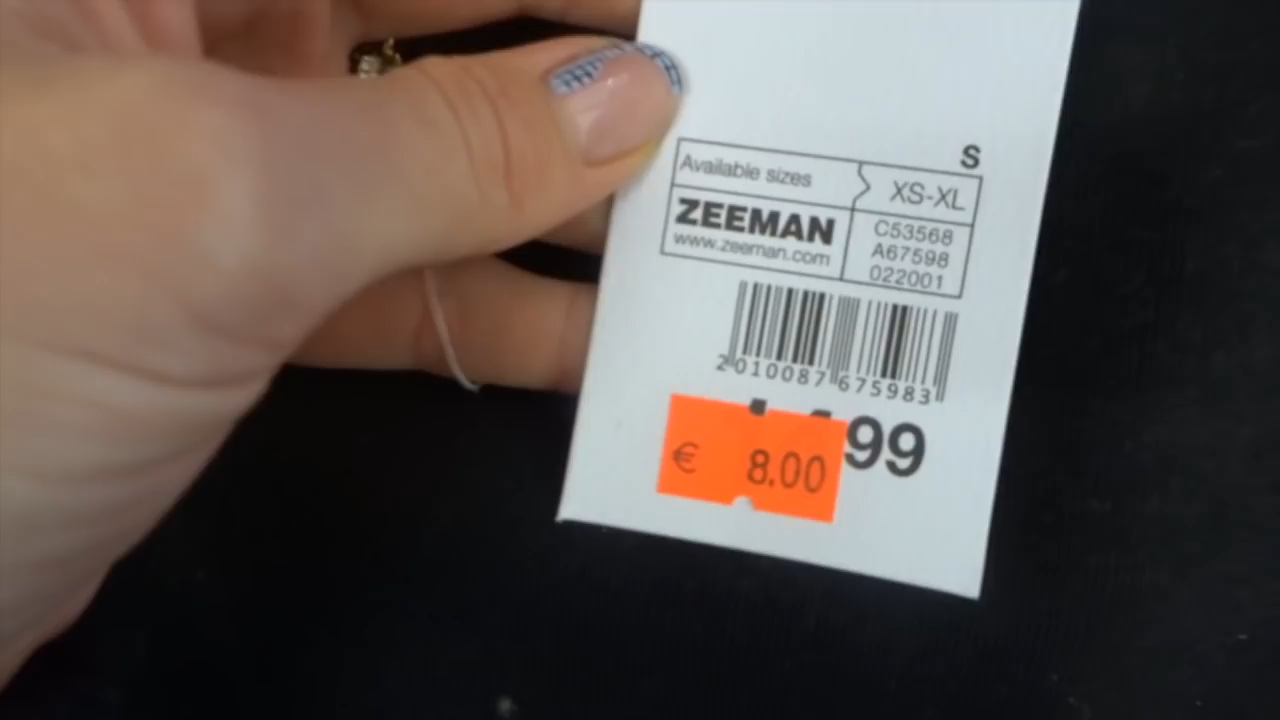 S
Available sizes XS-XL
ZEEMAN
www.zeeman.com
C53568
A67598
022001
2010087675983
99
€ 8.00